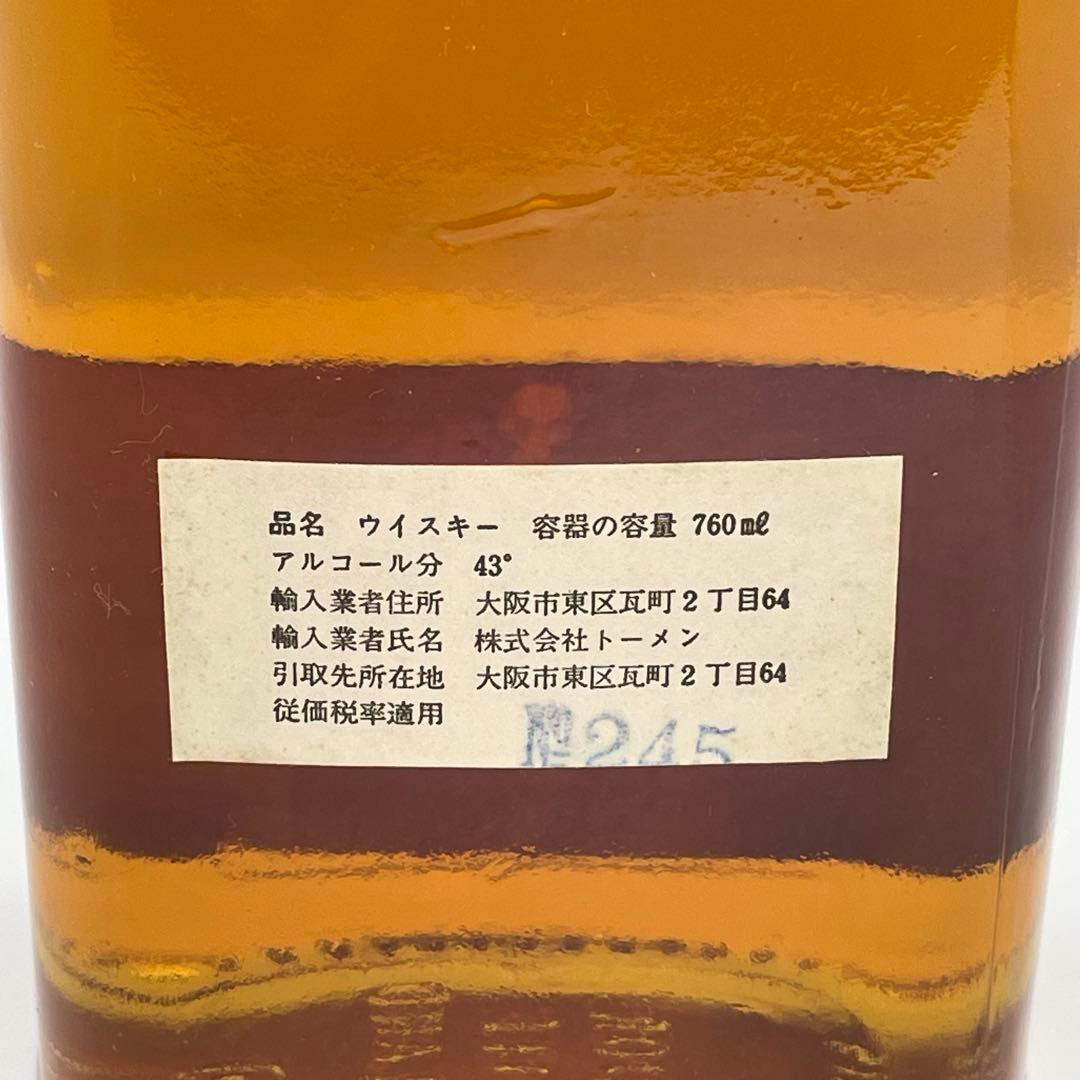 品名　ウイスキー　容器の容量 760㎖
アルコール分　43°
輸入業者住所　大阪市東区瓦町2丁目64
輸入業者氏名　株式会社トーメン
引取先所在地　大阪市東区瓦町2丁目64
従価税率適用
245